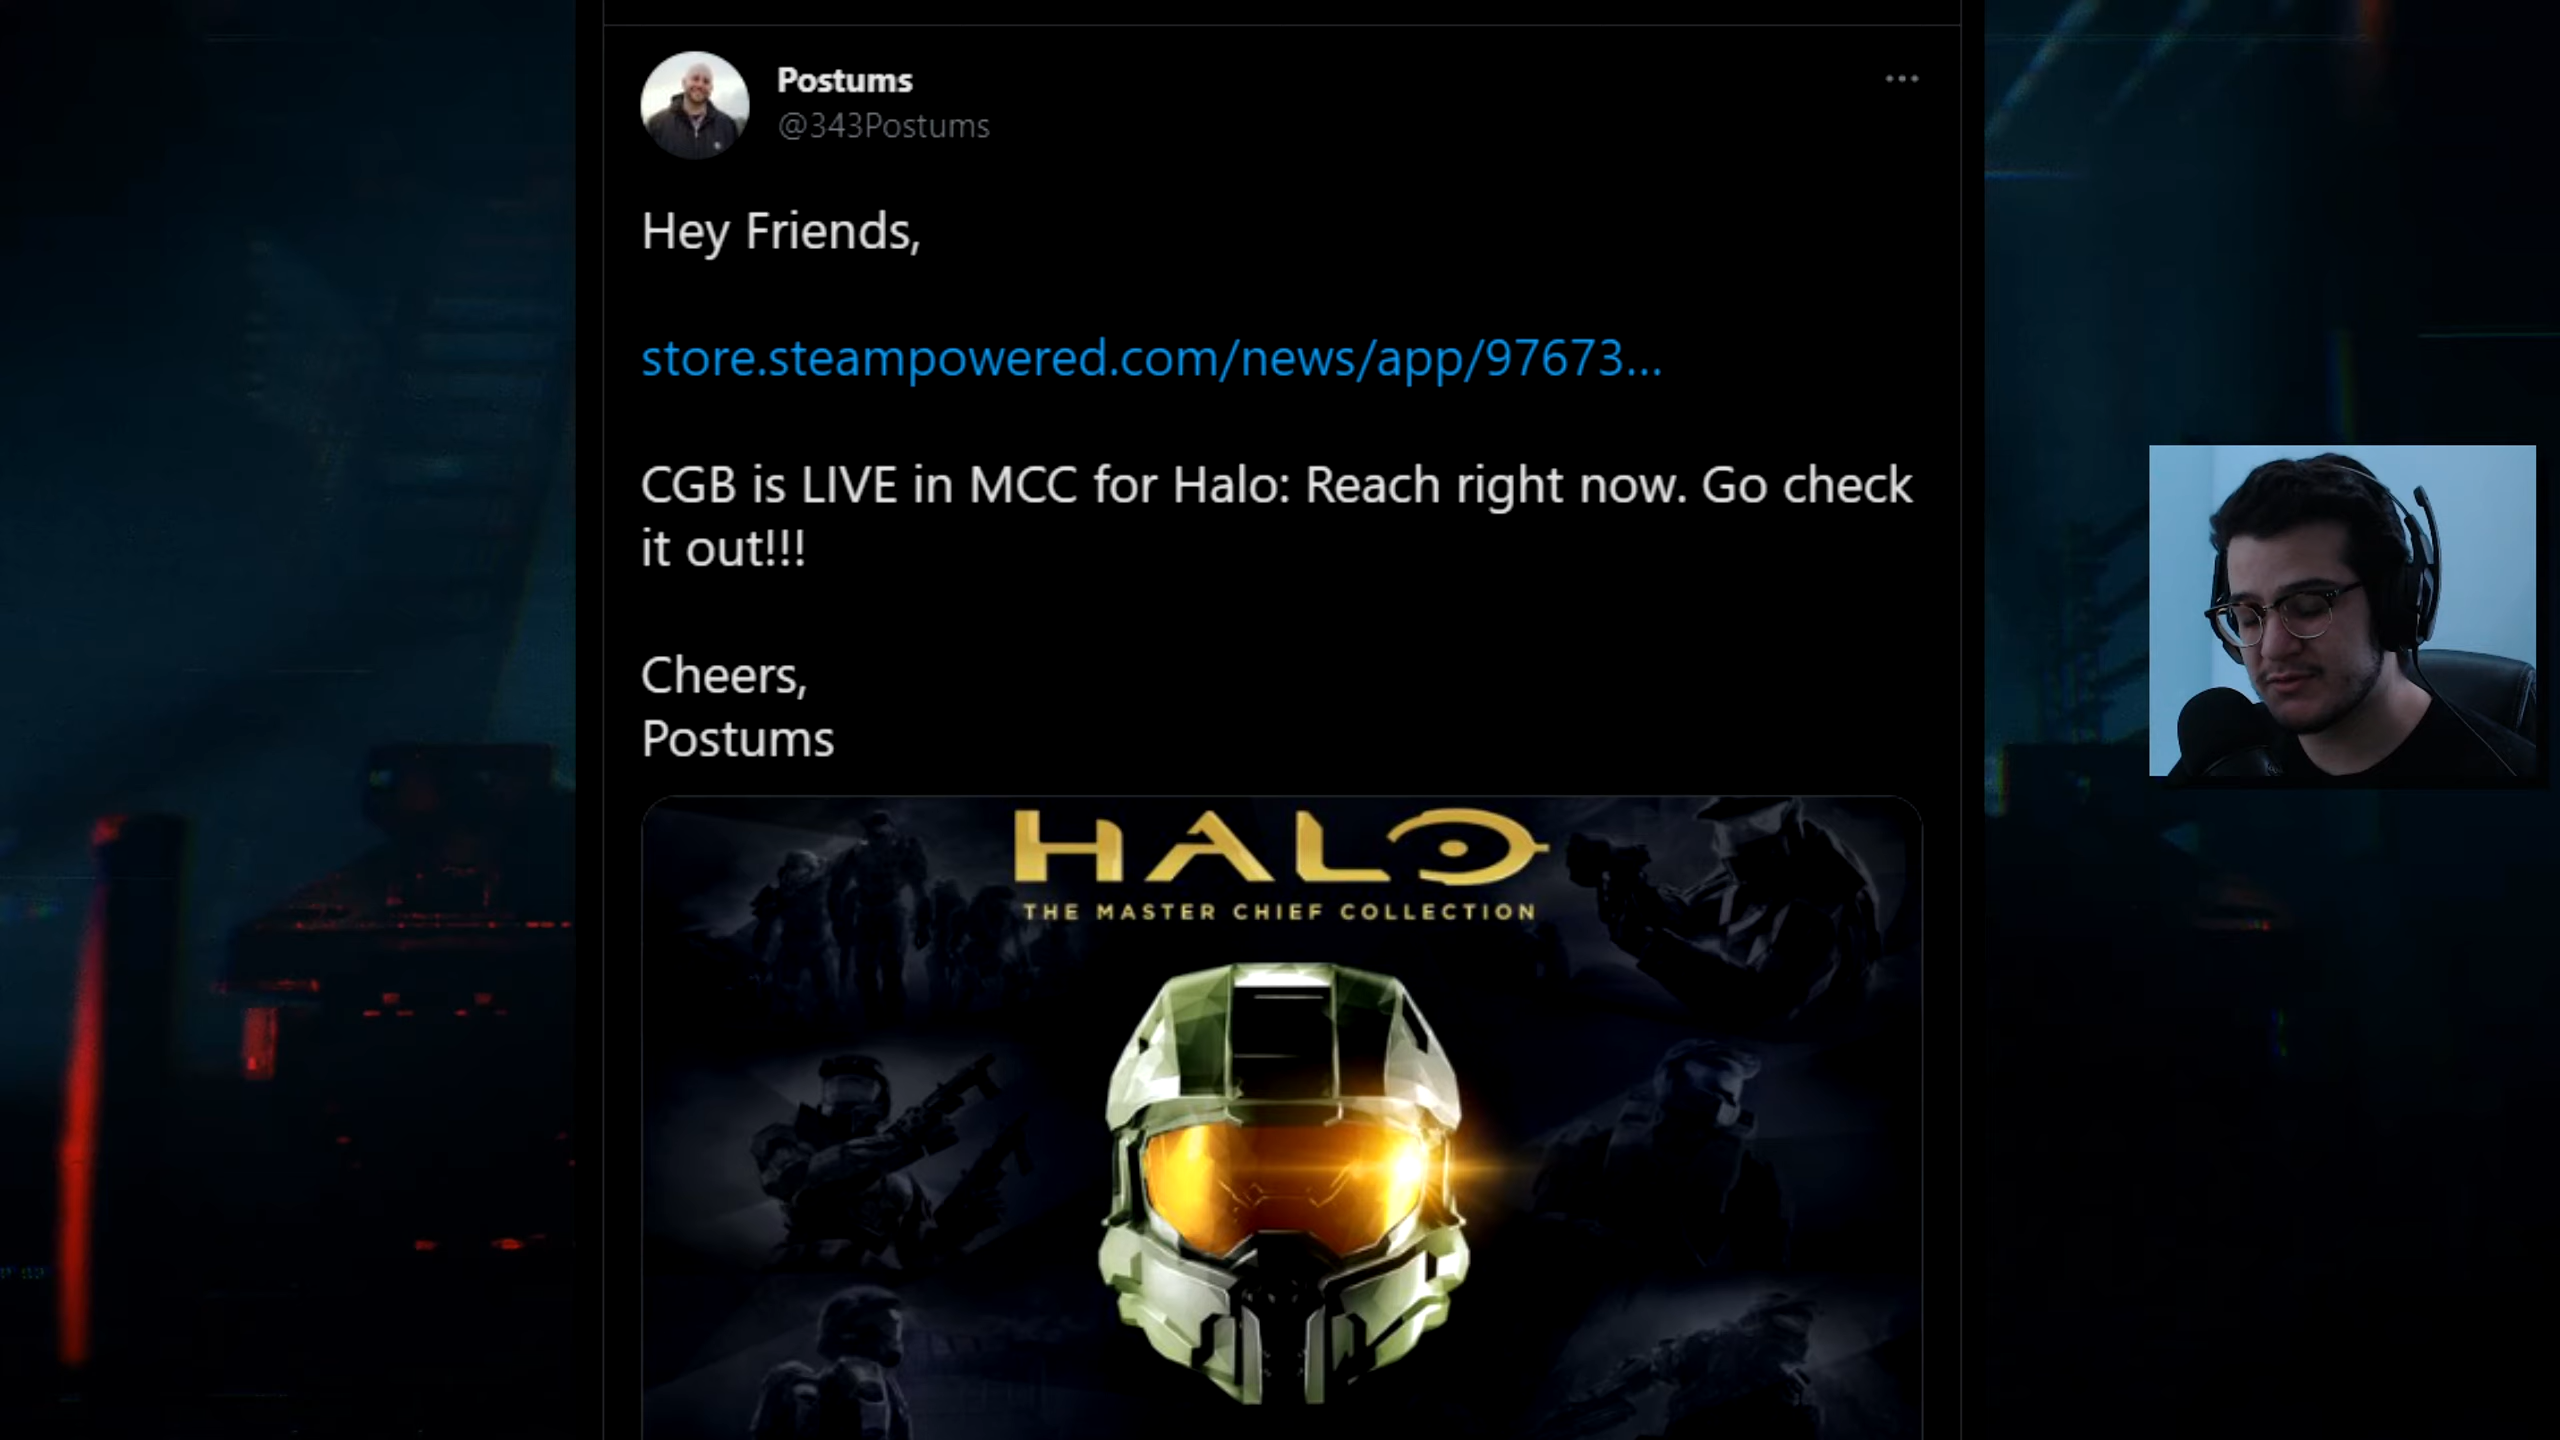 Postums
@343Postums
Hey Friends,
store.steampowered.com/news/app/97673...
CGB is LIVE in MCC for Halo: Reach right now. Go check
it out!!!
Cheers,
Postums
HALO
THE MASTER CHIEF COLLECTION